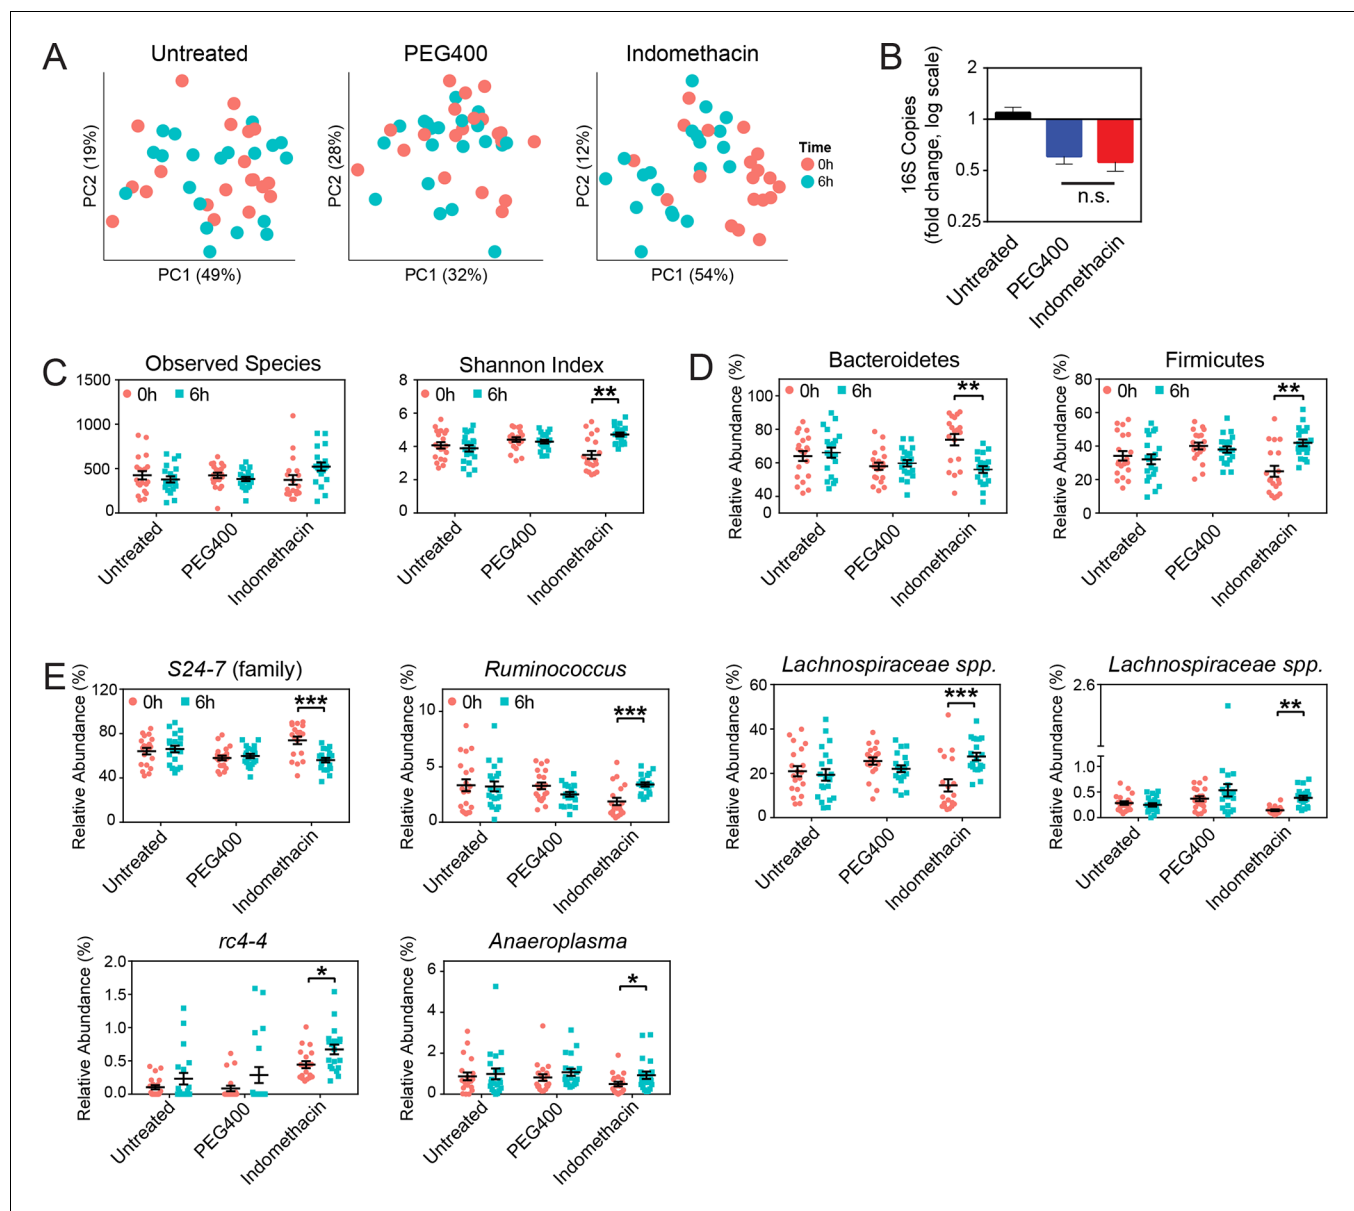 A
Untreated
PEG400
Indomethacin
PC2 (19%)
PC1 (49%)
PC2 (28%)
PC1 (32%)
PC2 (12%)
PC1 (54%)
Time
0h
6h
B
16S Copies
(fold change, log scale)
2
1
0.5
0.25
n.s.
Untreated
PEG400
Indomethacin
C
Observed Species
0h 6h
1500
1000
500
0
Untreated
PEG400
Indomethacin
Shannon Index
0h 6h
**
8
6
4
2
0
Untreated
PEG400
Indomethacin
D
Bacteroidetes
Relative Abundance (%)
0h 6h
**
100
80
60
40
0
Untreated
PEG400
Indomethacin
Firmicutes
Relative Abundance (%)
0h 6h
**
80
60
40
20
0
Untreated
PEG400
Indomethacin
E
S24-7 (family)
Relative Abundance (%)
0h 6h
***
120
80
40
0
Untreated
PEG400
Indomethacin
Ruminococcus
Relative Abundance (%)
0h 6h
***
10
5
0
Untreated
PEG400
Indomethacin
Lachnospiraceae spp.
Relative Abundance (%)
***
60
40
20
0
Untreated
PEG400
Indomethacin
Lachnospiraceae spp.
Relative Abundance (%)
**
2.6
1.0
0.5
0.0
Untreated
PEG400
Indomethacin
rc4-4
Relative Abundance (%)
*
2.0
1.5
1.0
0.5
0.0
Untreated
PEG400
Indomethacin
Anaeroplasma
Relative Abundance (%)
*
6
4
2
0
Untreated
PEG400
Indomethacin